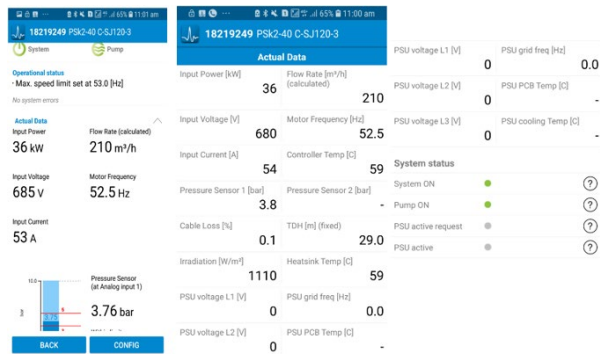 65% 11:01 am
18219249 PSk2-40 C-SJ120-3
System
Pump
Operational status
- Max. speed limit set at 53.0 [Hz]
No system errors
Actual Data
Input Power
Flow Rate (calculated)
36 kW
210 m³/h
Input Voltage
Motor Frequency
685 V
52.5 Hz
Input Current
53 A
10.0
3.75
Pressure Sensor
(at Analog input 1)
3.76 bar
BACK
CONFIG
65% 11:00 am
18219249 PSk2-40 C-SJ120-3
Actual Data
Input Power [kW]
36
Flow Rate [m³/h]
(calculated)
210
Input Voltage [V]
680
Motor Frequency [Hz]
52.5
Input Current [A]
54
Controller Temp [C]
59
Pressure Sensor 1 [bar]
3.8
Pressure Sensor 2 [bar]
-
Cable Loss [%]
0.1
TDH [m] (fixed)
29.0
Irradiation [W/m²]
1110
Heatsink Temp [C]
59
PSU voltage L1 [V]
0
PSU grid freq [Hz]
0.0
PSU voltage L2 [V]
0
PSU PCB Temp [C]
-
PSU voltage L1 [V]
0
PSU grid freq [Hz]
0.0
PSU voltage L2 [V]
0
PSU PCB Temp [C]
-
PSU voltage L3 [V]
0
PSU cooling Temp [C]
-
System status
System ON
?
Pump ON
?
PSU active request
?
PSU active
?